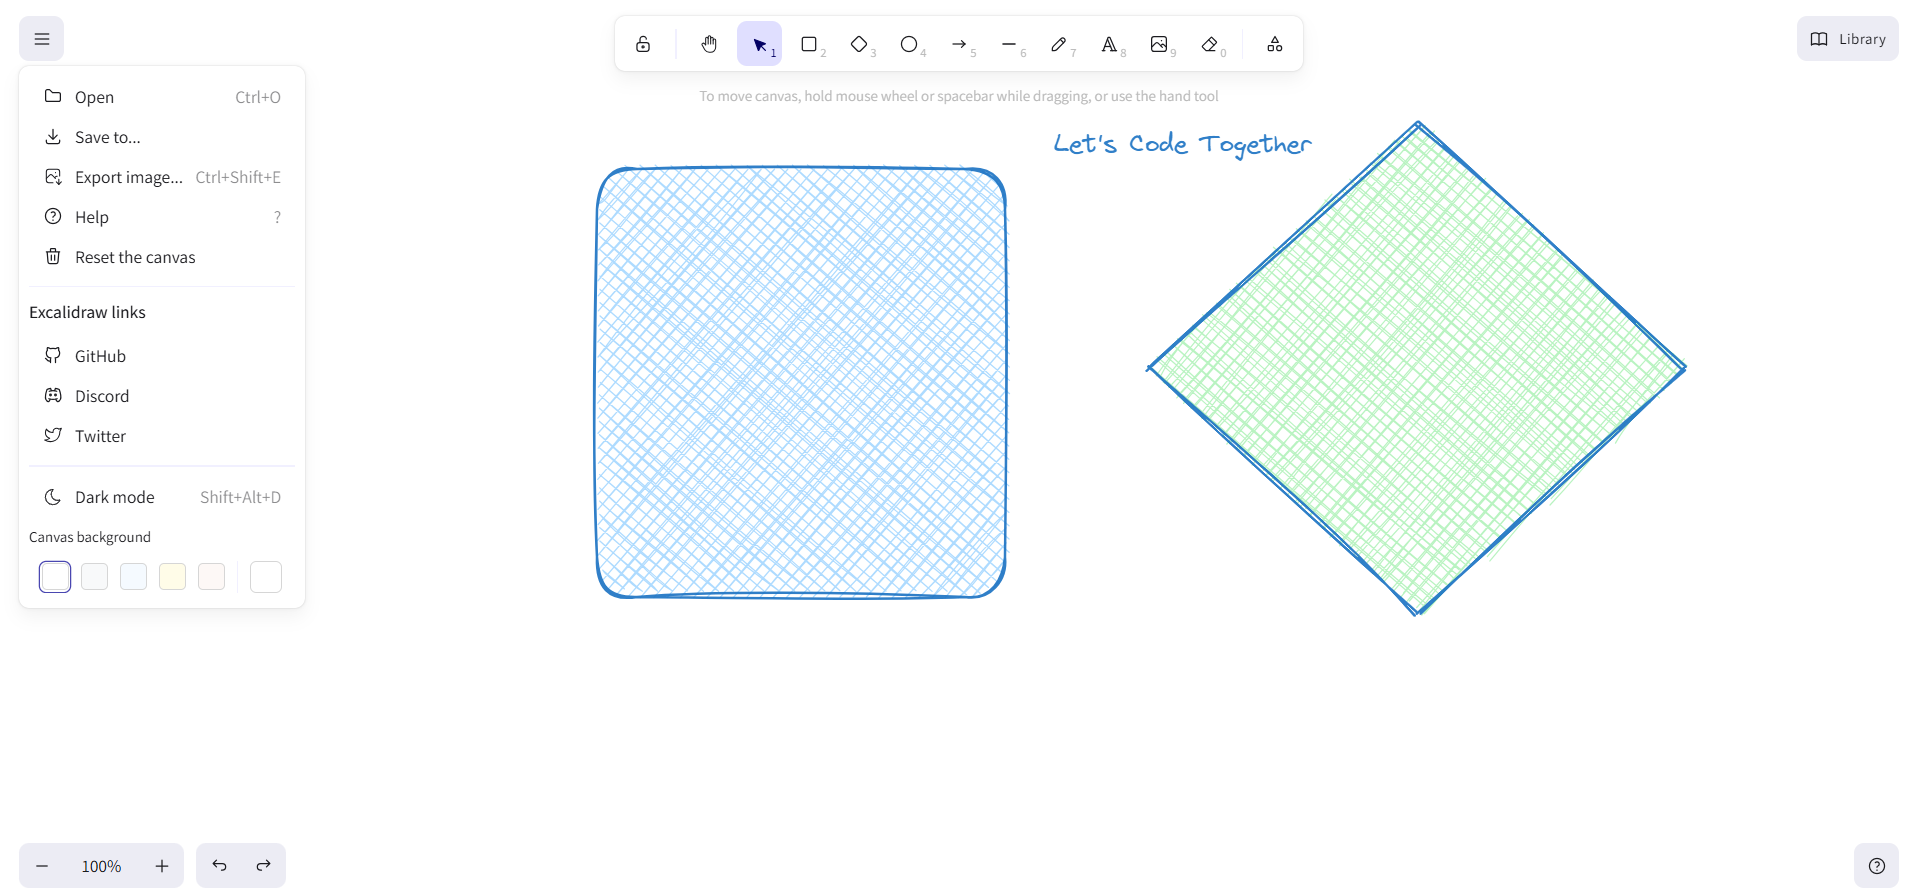 1
2
3
4
5
6
7
8
9
0
Library
To move canvas, hold mouse wheel or spacebar while dragging, or use the hand tool
Open Ctrl+O
Save to...
Export image... Ctrl+Shift+E
Help ?
Reset the canvas
Excalidraw links
GitHub
Discord
Twitter
Dark mode Shift+Alt+D
Canvas background
Let's Code Together
100%